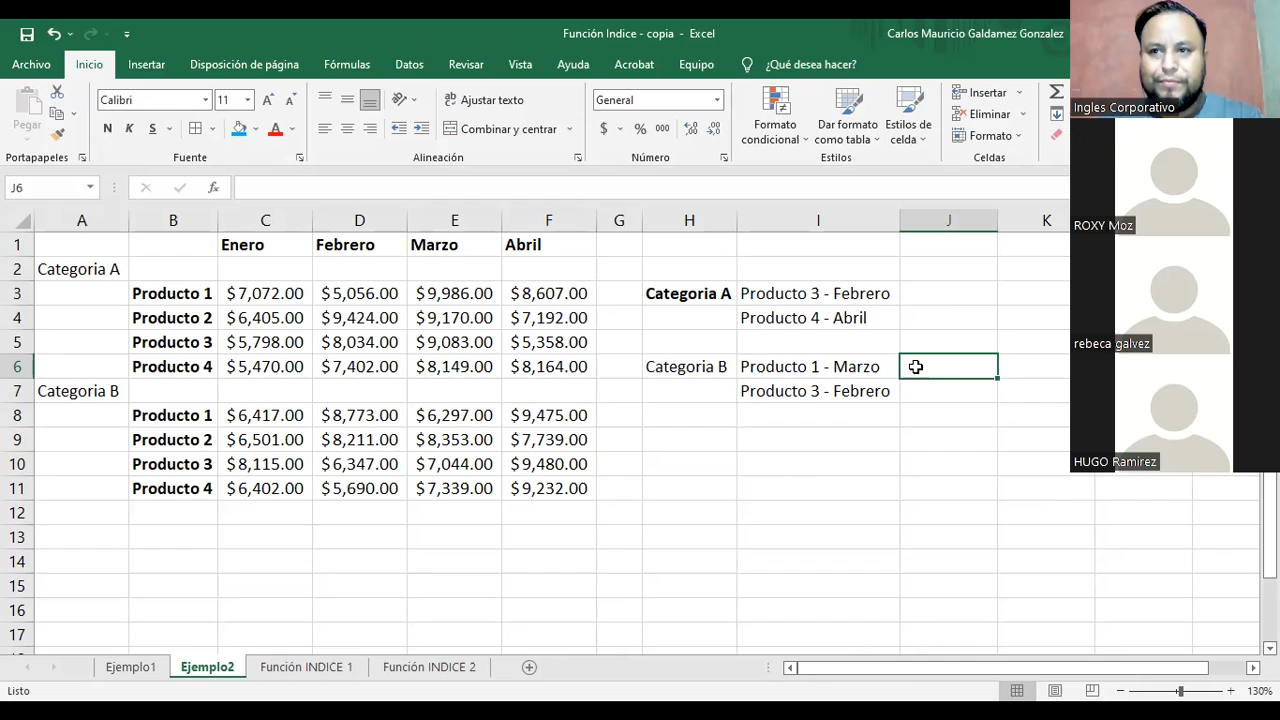 Función Indice - copia - Excel
Carlos Mauricio Galdamez Gonzalez
Archivo Inicio Insertar Disposición de página Fórmulas Datos Revisar Vista Ayuda Acrobat Equipo ¿Qué desea hacer?
Pegar
Calibri 11
N K S
Ajustar texto
Combinar y centrar
General
$ % 000
Formato condicional
Dar formato como tabla
Estilos de celda
Insertar
Eliminar
Formato
Portapapeles Fuente Alineación Número Estilos Celdas
J6 fx
A B C D E F G H I J K
1 Enero Febrero Marzo Abril
2 Categoria A
3 Producto 1 $ 7,072.00 $ 5,056.00 $ 9,986.00 $ 8,607.00 Categoria A Producto 3 - Febrero
4 Producto 2 $ 6,405.00 $ 9,424.00 $ 9,170.00 $ 7,192.00 Producto 4 - Abril
5 Producto 3 $ 5,798.00 $ 8,034.00 $ 9,083.00 $ 5,358.00
6 Producto 4 $ 5,470.00 $ 7,402.00 $ 8,149.00 $ 8,164.00 Categoria B Producto 1 - Marzo
7 Categoria B Producto 3 - Febrero
8 Producto 1 $ 6,417.00 $ 8,773.00 $ 6,297.00 $ 9,475.00
9 Producto 2 $ 6,501.00 $ 8,211.00 $ 8,353.00 $ 7,739.00
10 Producto 3 $ 8,115.00 $ 6,347.00 $ 7,044.00 $ 9,480.00
11 Producto 4 $ 6,402.00 $ 5,690.00 $ 7,339.00 $ 9,232.00
12
13
14
15
16
17
Ejemplo1 Ejemplo2 Función INDICE 1 Función INDICE 2
Listo
130%
Ingles Corporativo
ROXY Moz
rebeca galvez
HUGO Ramirez